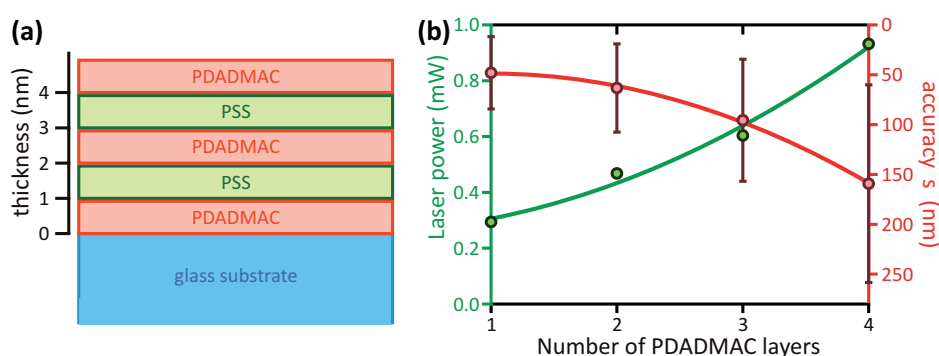 (a)
thickness (nm)
4
3
2
1
0
PDADMAC
PSS
PDADMAC
PSS
PDADMAC
glass substrate
(b)
Laser power (mW)
1.0
0.8
0.6
0.4
0.2
0.0
1
2
3
4
Number of PDADMAC layers
0
50
100
150
200
250
accuracy s (nm)